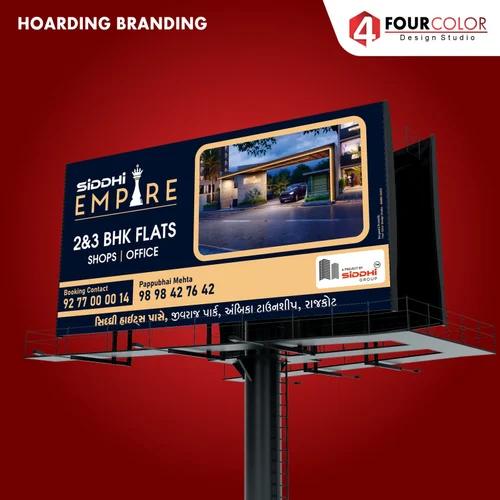 HOARDING BRANDING
4 FOURCOLOR
Design Studio
SiDDHi
EMPIRE
2&3 BHK FLATS
SHOPS | OFFICE
Booking Contact
92 77 00 00 14
Pappubhai Mehta
98 98 42 76 42
A PROJECT BY
SiDDHi
GROUP
સિધ્ધી હાઈટ્સ પાસે, જીવરાજ પાર્ક, અંબિકા ટાઉનશીપ, રાજકોટ